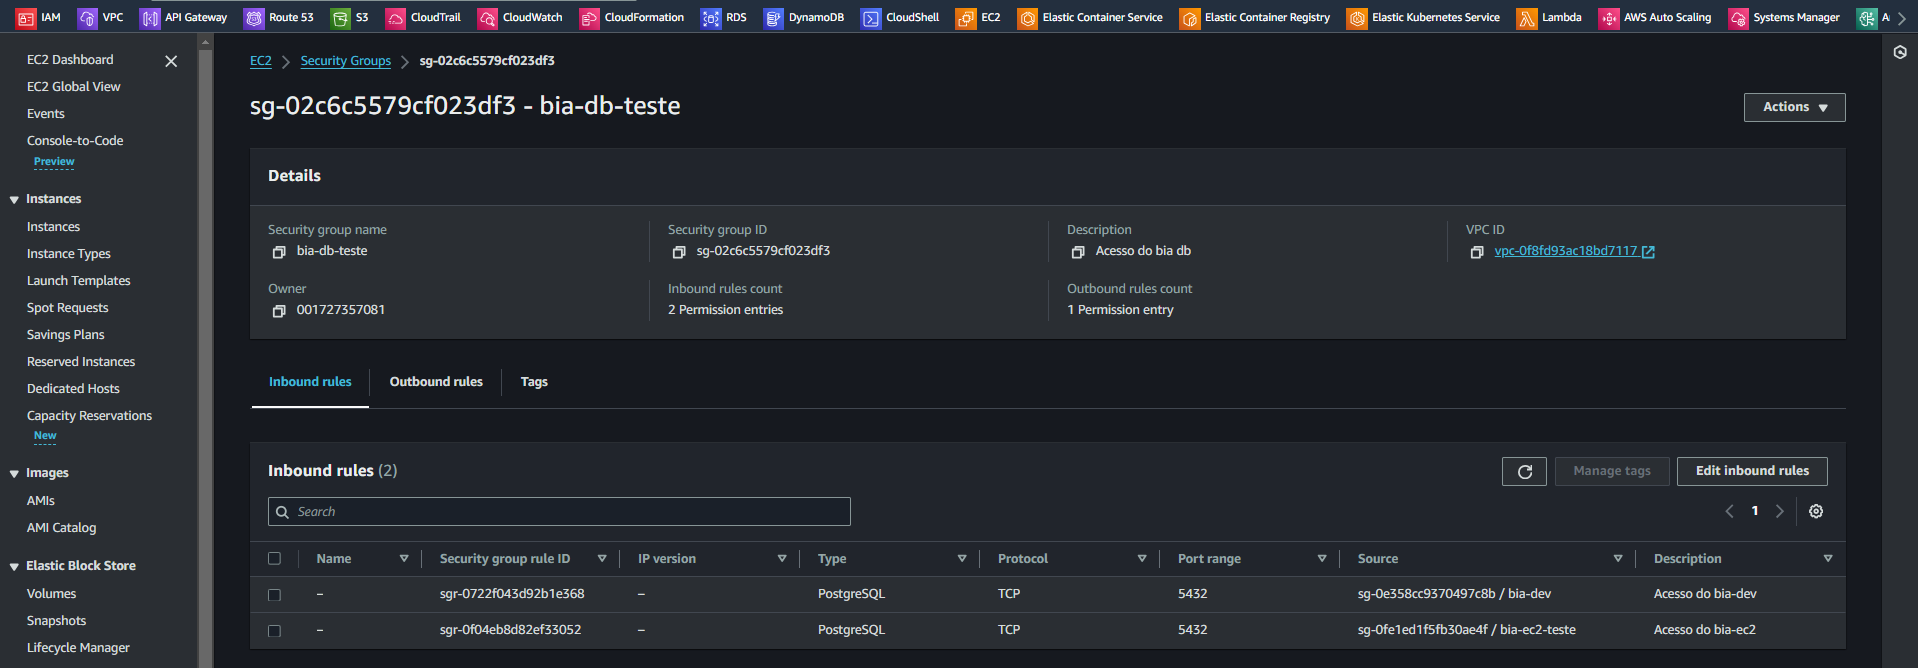 IAM VPC API Gateway Route 53 S3 CloudTrail CloudWatch CloudFormation RDS DynamoDB CloudShell EC2 Elastic Container Service Elastic Container Registry Elastic Kubernetes Service Lambda AWS Auto Scaling Systems Manager
EC2 Dashboard
EC2 Global View
Events
Console-to-Code
Preview
Instances
Instances
Instance Types
Launch Templates
Spot Requests
Savings Plans
Reserved Instances
Dedicated Hosts
Capacity Reservations
New
Images
AMIs
AMI Catalog
Elastic Block Store
Volumes
Snapshots
Lifecycle Manager
EC2 Security Groups sg-02c6c5579cf023df3
sg-02c6c5579cf023df3 - bia-db-teste
Actions
Details
Security group name
bia-db-teste
Security group ID
sg-02c6c5579cf023df3
Description
Acesso do bia db
VPC ID
vpc-0f8fd93ac18bd7117
Owner
001727357081
Inbound rules count
2 Permission entries
Outbound rules count
1 Permission entry
Inbound rules Outbound rules Tags
Inbound rules (2)
Manage tags Edit inbound rules
Search
1
Name Security group rule ID IP version Type Protocol Port range Source Description
– sgr-0722f043d92b1e368 – PostgreSQL TCP 5432 sg-0e358cc9370497c8b / bia-dev Acesso do bia-dev
– sgr-0f04eb8d82ef33052 – PostgreSQL TCP 5432 sg-0fe1ed1f5fb30ae4f / bia-ec2-teste Acesso do bia-ec2